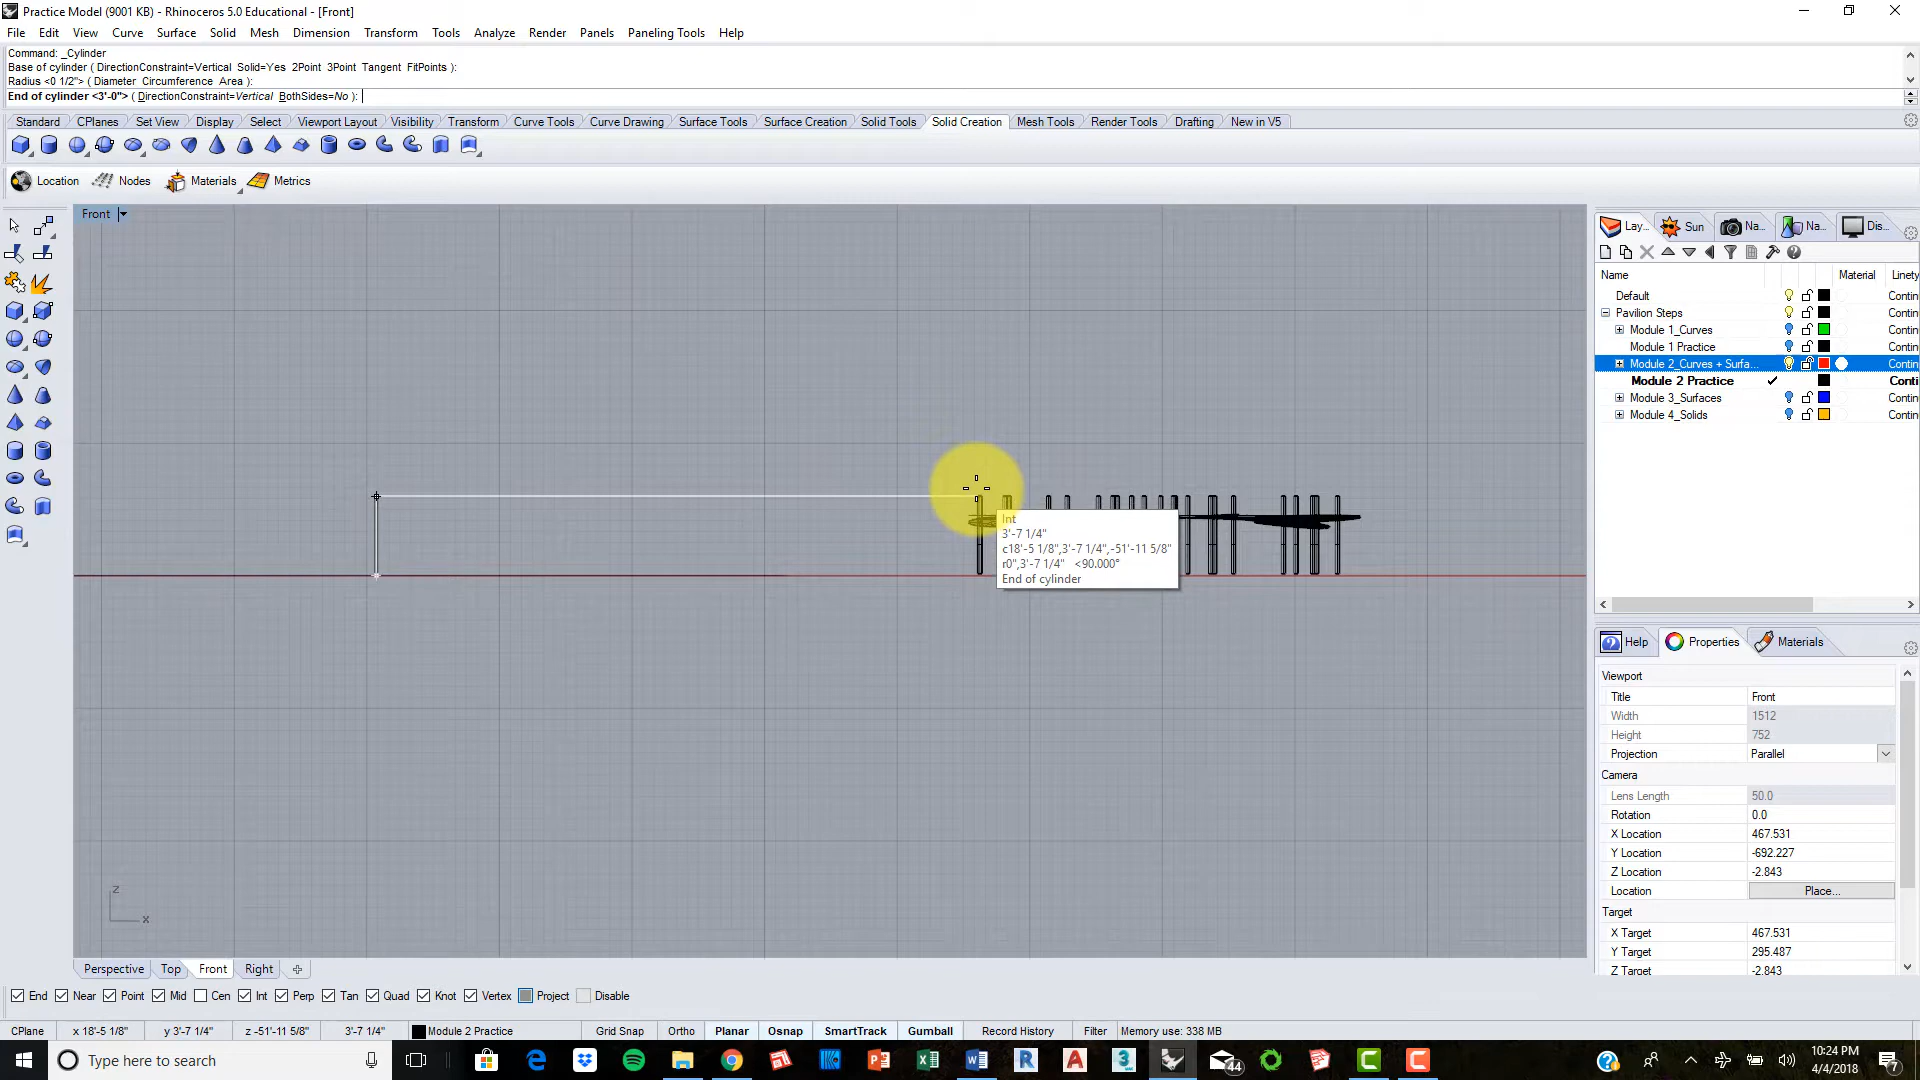 Practice Model (9001 KB) - Rhinoceros 5.0 Educational - [Front]
File Edit View Curve Surface Solid Mesh Dimension Transform Tools Analyze Render Panels Paneling Tools Help
Command: _Cylinder
Base of cylinder ( DirectionConstraint=Vertical Solid=Yes 2Point 3Point Tangent FitPoints ):
Radius <0 1/2"> ( Diameter Circumference Area ):
End of cylinder <3'-0"> ( DirectionConstraint=Vertical BothSides=No ):
Standard CPlanes Set View Display Select Viewport Layout Visibility Transform Curve Tools Curve Drawing Surface Tools Surface Creation Solid Tools Solid Creation Mesh Tools Render Tools Drafting New in V5
Location Nodes Materials Metrics
Front
Lay... Sun Na... Na... Dis...
Name Material Linety
Default Contin
Pavilion Steps Contin
Module 1_Curves Contin
Module 1 Practice Contin
Module 2_Curves + Surfa... Contin
Module 2 Practice Conti
Module 3_Surfaces Contin
Module 4_Solids Contin
Int
3'-7 1/4"
c18'-5 1/8",3'-7 1/4",-51'-11 5/8"
r0",3'-7 1/4" <90.000°
End of cylinder
z
x
Help Properties Materials
Viewport
Title Front
Width 1512
Height 752
Projection Parallel
Camera
Lens Length 50.0
Rotation 0.0
X Location 467.531
Y Location -692.227
Z Location -2.843
Location Place...
Target
X Target 467.531
Y Target 295.487
Z Target -2.843
Perspective Top Front Right
End Near Point Mid Cen Int Perp Tan Quad Knot Vertex Project Disable
CPlane x 18'-5 1/8" y 3'-7 1/4" z -51'-11 5/8" 3'-7 1/4" Module 2 Practice Grid Snap Ortho Planar Osnap SmartTrack Gumball Record History Filter Memory use: 338 MB
Type here to search
44
10:24 PM
4/4/2018
7